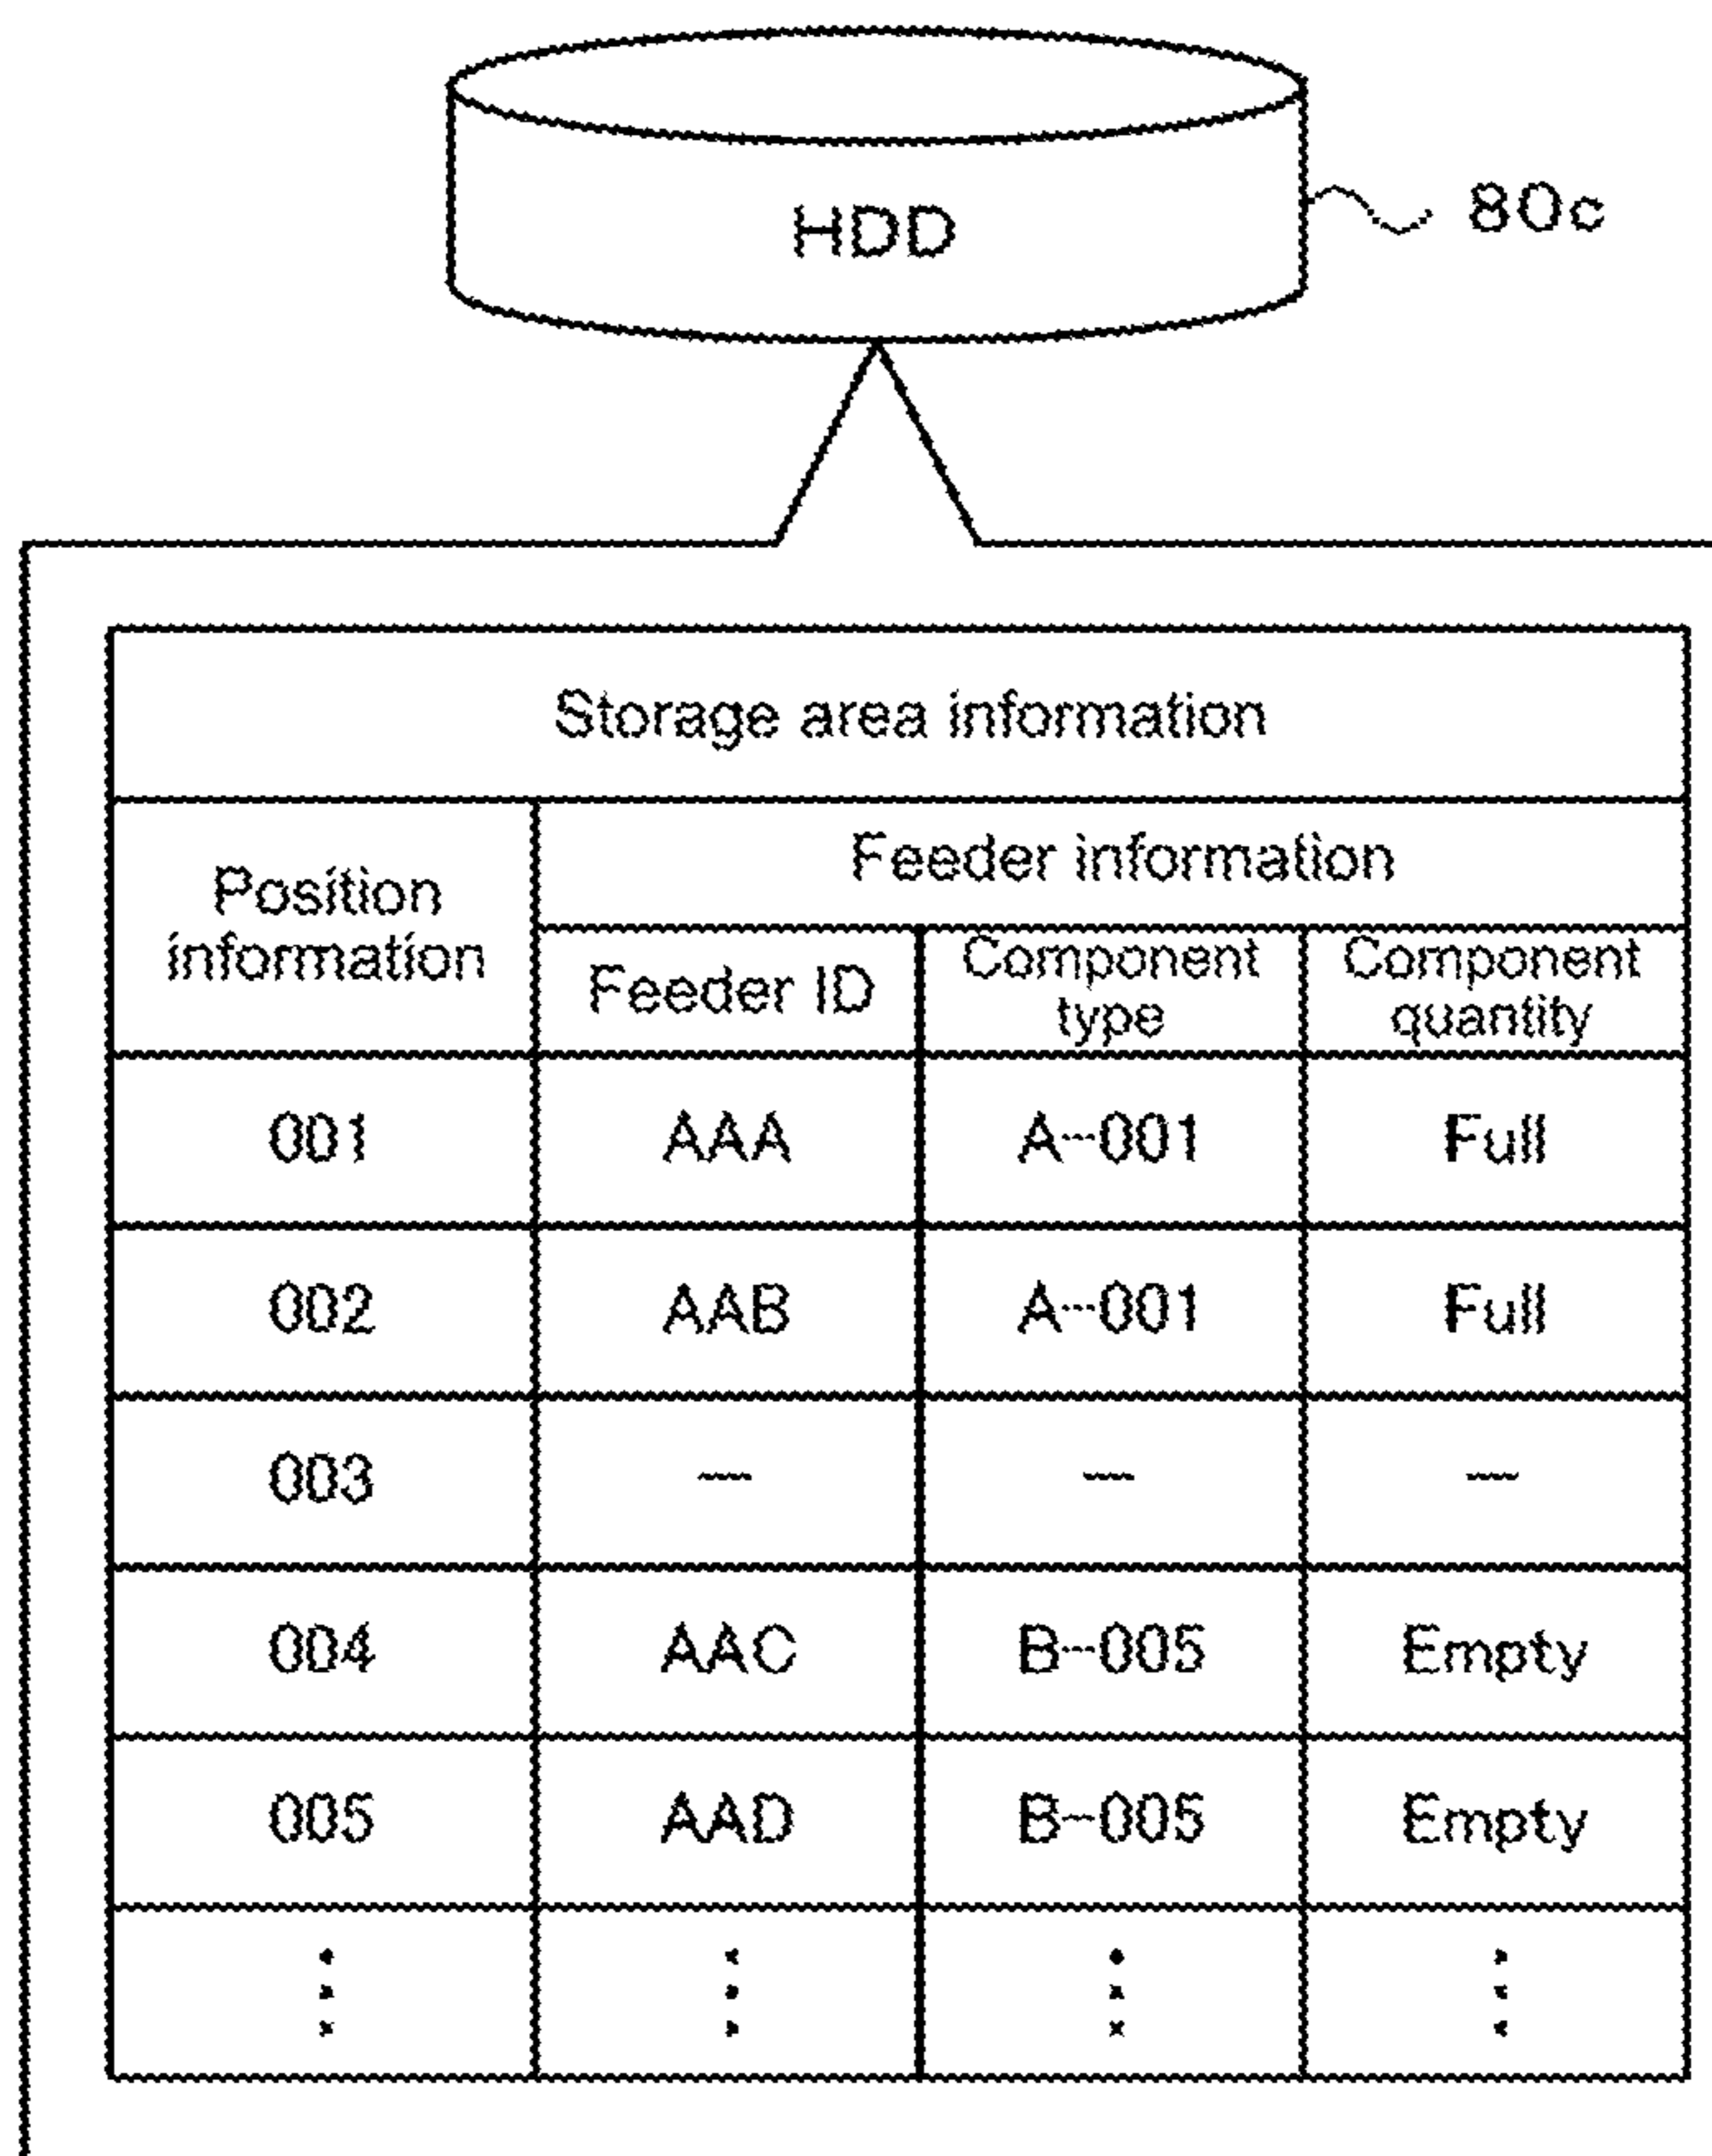 HDD
80c
Storage area information
Position
information
Feeder information
Feeder ID
Component
type
Component
quantity
001 AAA A-001 Full
002 AAB A-001 Full
003 — — —
004 AAC B-005 Empty
005 AAD B-005 Empty